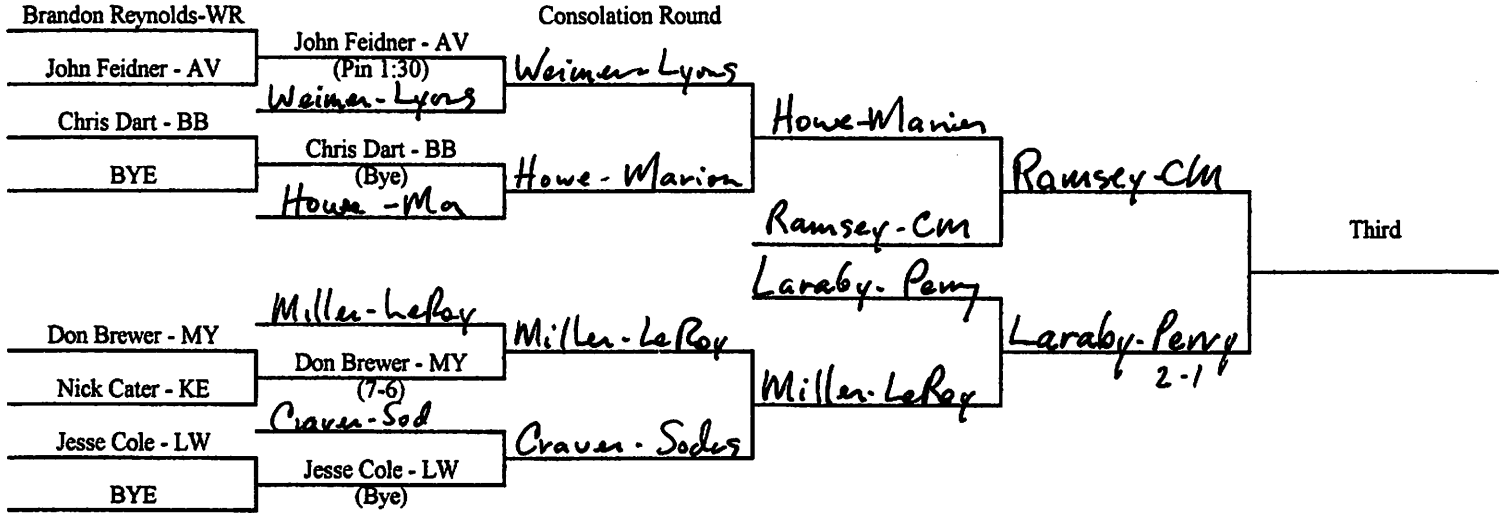 Brandon Reynolds-WR
Consolation Round
John Feidner - AV
John Feidner - AV
(Pin 1:30)
Weimer-Lyons
Weimer-Lyons
Chris Dart - BB
Howe-Marion
Chris Dart - BB
BYE
(Bye)
Howe - Marion
Ramsey-CM
Howe - Ma
Ramsey-CM
Third
Laraby-Perry
Miller-LeRoy
Don Brewer - MY
Miller-LeRoy
Laraby-Perry
2-1
Don Brewer - MY
Nick Cater - KE
(7-6)
Miller-LeRoy
Craver-Sod
Jesse Cole - LW
Craver - Sodus
Jesse Cole - LW
BYE
(Bye)